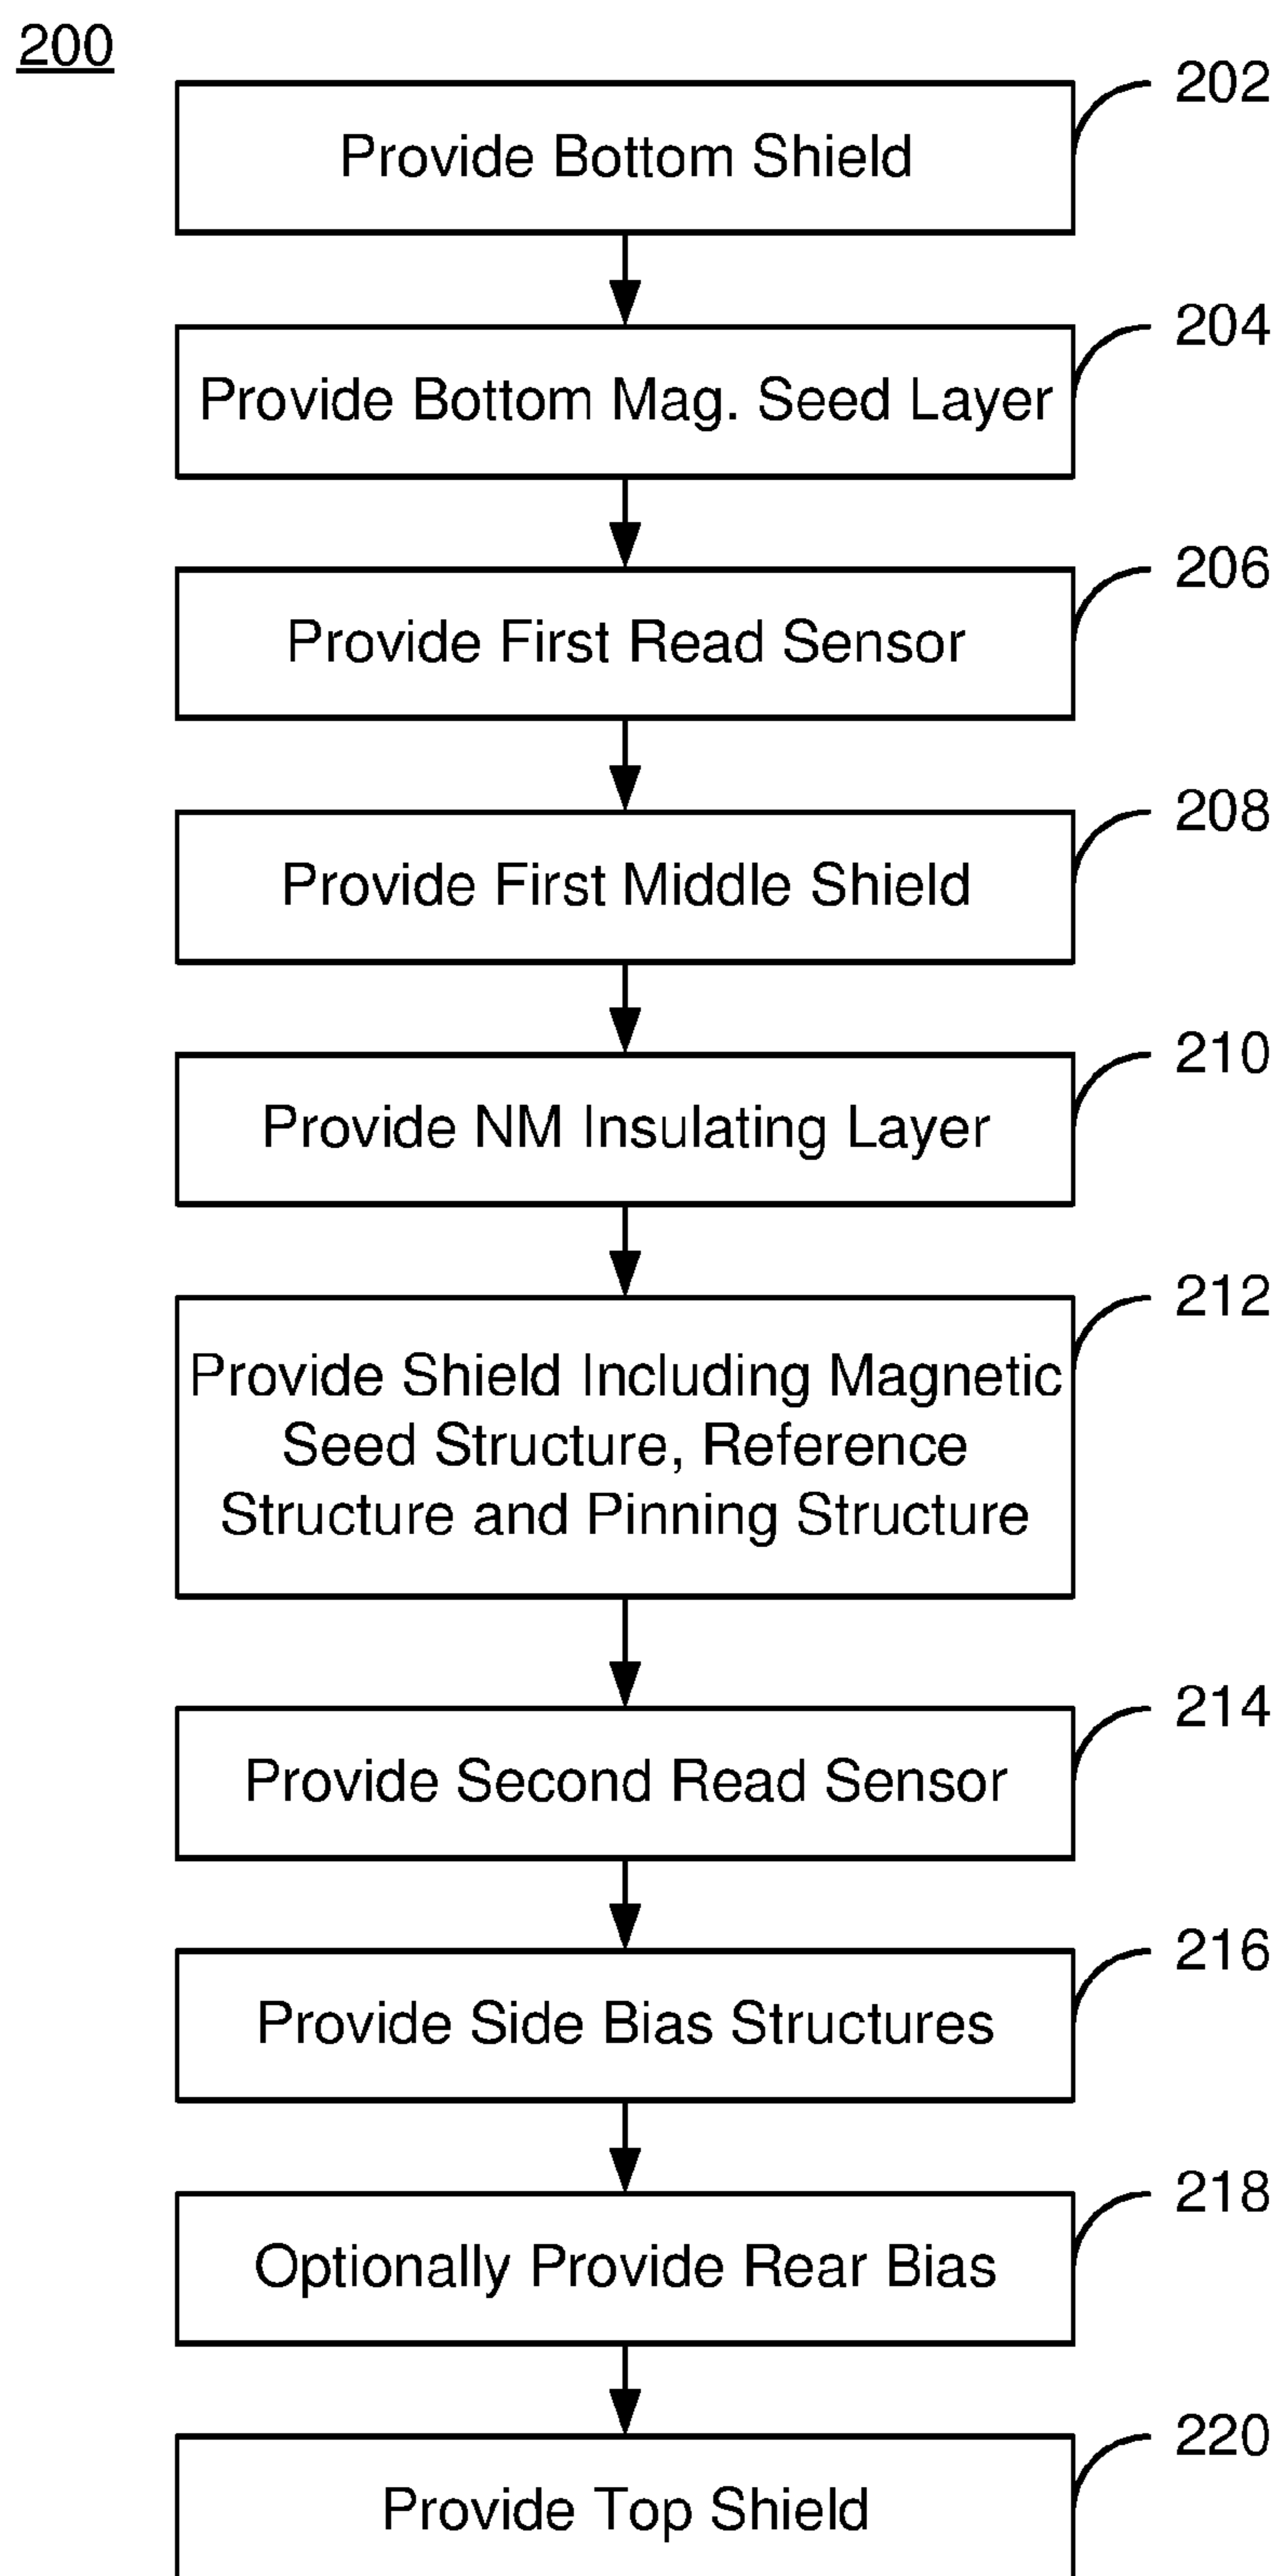 200
202
Provide Bottom Shield
204
Provide Bottom Mag. Seed Layer
206
Provide First Read Sensor
208
Provide First Middle Shield
210
Provide NM Insulating Layer
212
Provide Shield Including Magnetic
Seed Structure, Reference
Structure and Pinning Structure
214
Provide Second Read Sensor
216
Provide Side Bias Structures
218
Optionally Provide Rear Bias
220
Provide Top Shield